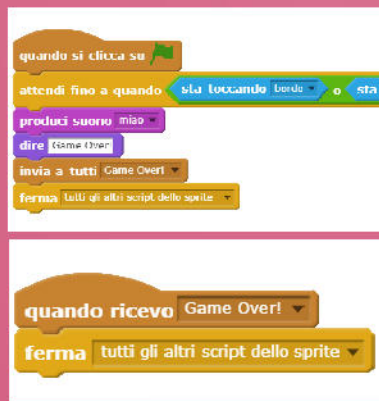 quando si clicca su
attendi fino a quando sta toccando bordo o sta
produci suono miao
dire Game Over!
invia a tutti Game Over!
ferma tutti gli altri script dello sprite
quando ricevo Game Over!
ferma tutti gli altri script dello sprite